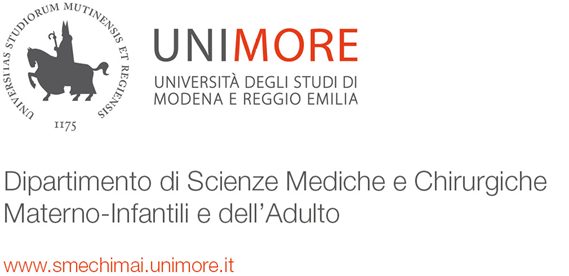 UNIVERSITAS STUDIORUM MUTINENSIS ET REGIENSIS
1175
UNIMORE
UNIVERSITÀ DEGLI STUDI DI
MODENA E REGGIO EMILIA
Dipartimento di Scienze Mediche e Chirurgiche
Materno-Infantili e dell’Adulto
www.smechimai.unimore.it